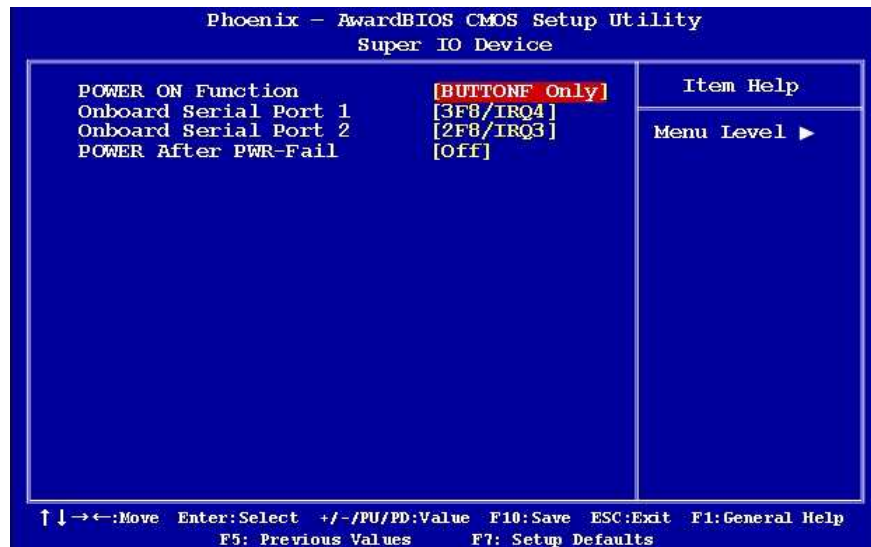 Phoenix — AwardBIOS CMOS Setup Utility
Super IO Device
POWER ON Function [BUTTONF Only]
Onboard Serial Port 1 [3F8/IRQ4]
Onboard Serial Port 2 [2F8/IRQ3]
POWER After PWR-Fail [Off]
Item Help
Menu Level ▶
↑↓→←:Move Enter:Select +/-/PU/PD:Value F10:Save ESC:Exit F1:General Help
F5: Previous Values F7: Setup Defaults